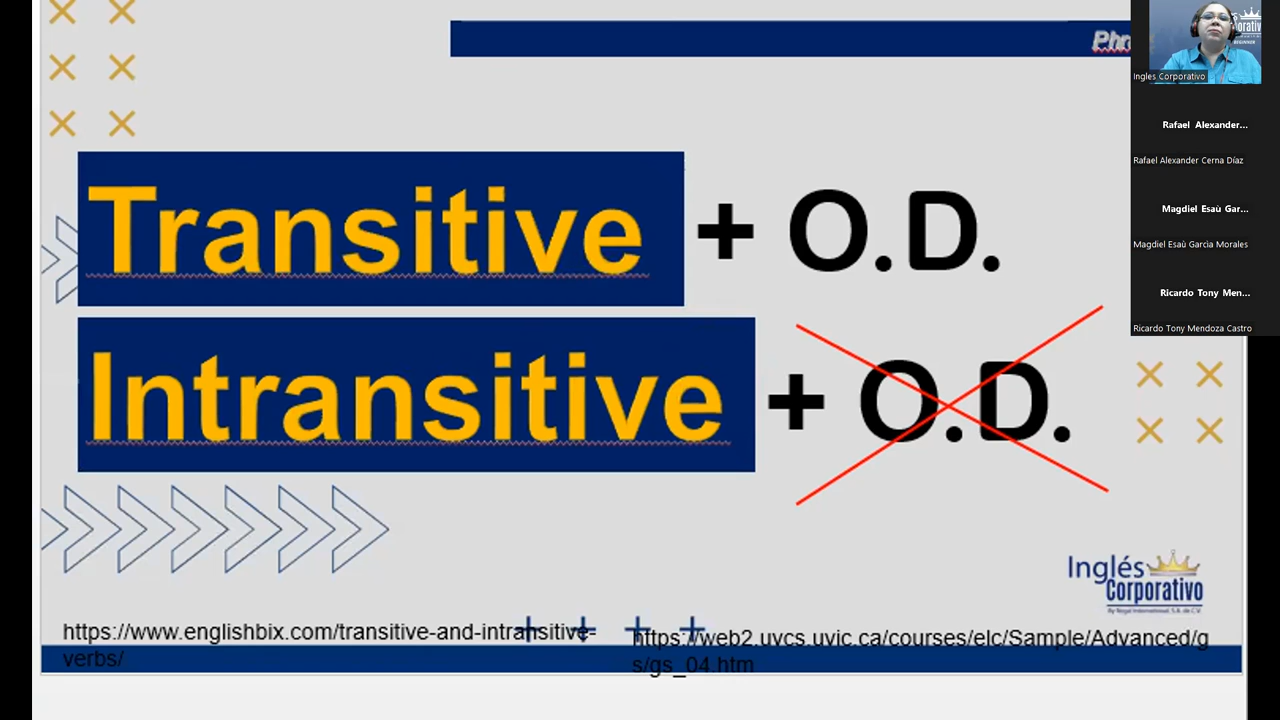 Phr
Transitive + O.D.
Intransitive + O.D.
Inglés
Corporativo
https://www.englishbix.com/transitive-and-intransitive-
verbs/
https://web2.uvcs.uvic.ca/courses/elc/Sample/Advanced/g
s/gs_04.htm
Ingles Corporativo
Rafael Alexander...
Rafael Alexander Cerna Díaz
Magdiel Esaù Gar...
Magdiel Esaù Garcia Morales
Ricardo Tony Men...
Ricardo Tony Mendoza Castro